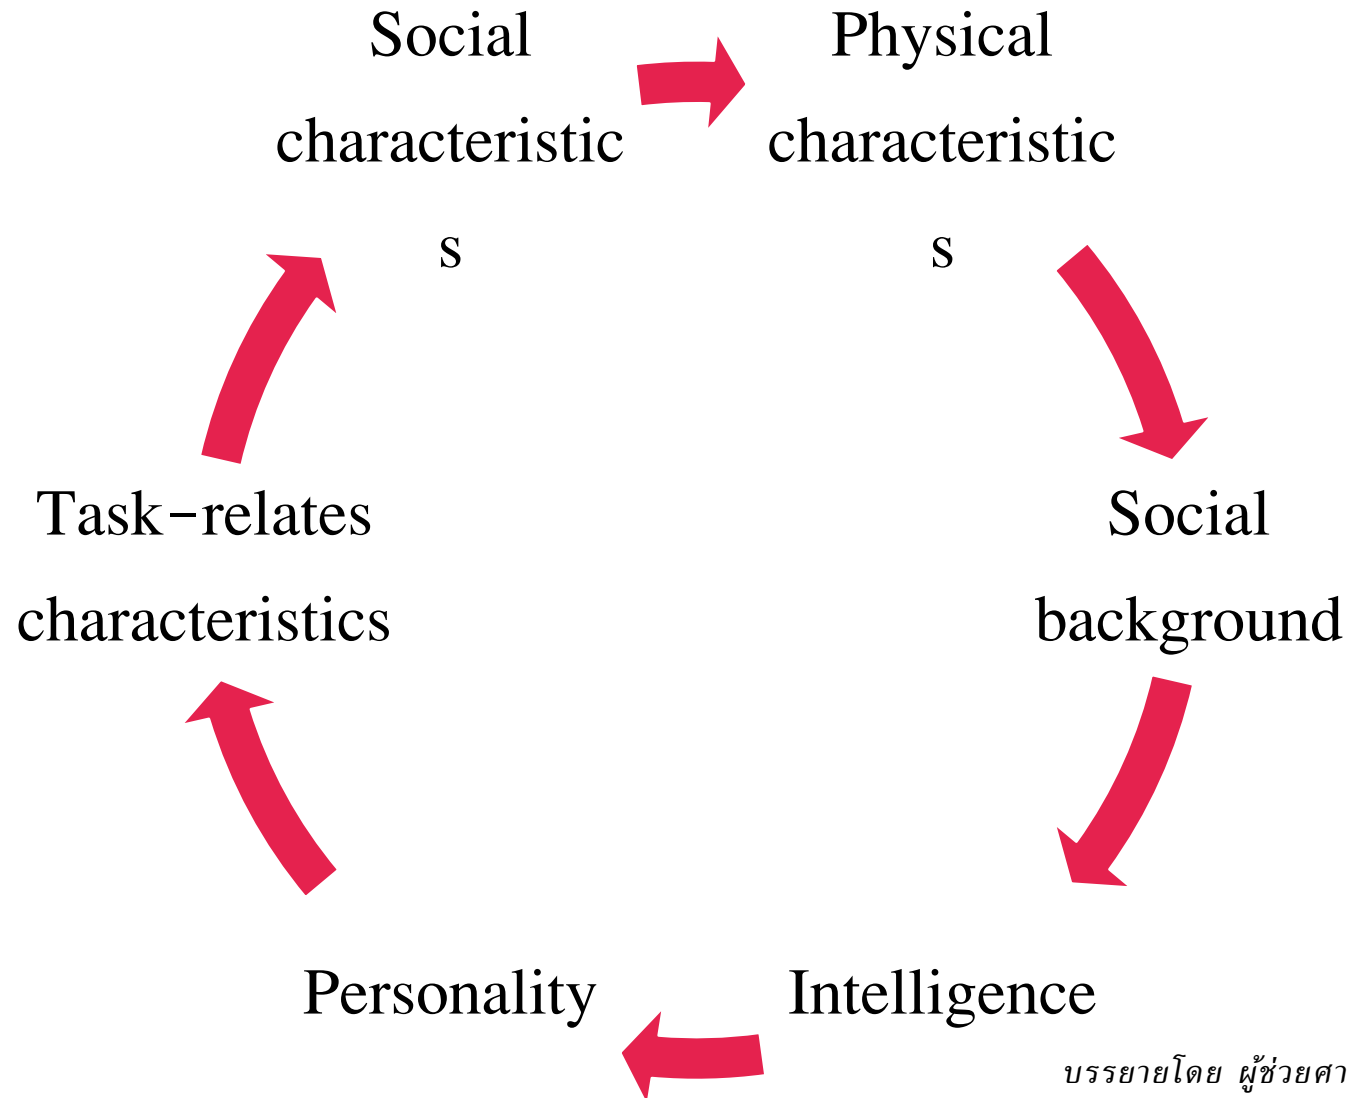 Social
characteristic
s
Physical
characteristic
s
Social
background
Intelligence
Personality
Task-relates
characteristics
บรรยายโดย ผู้ช่วยศา